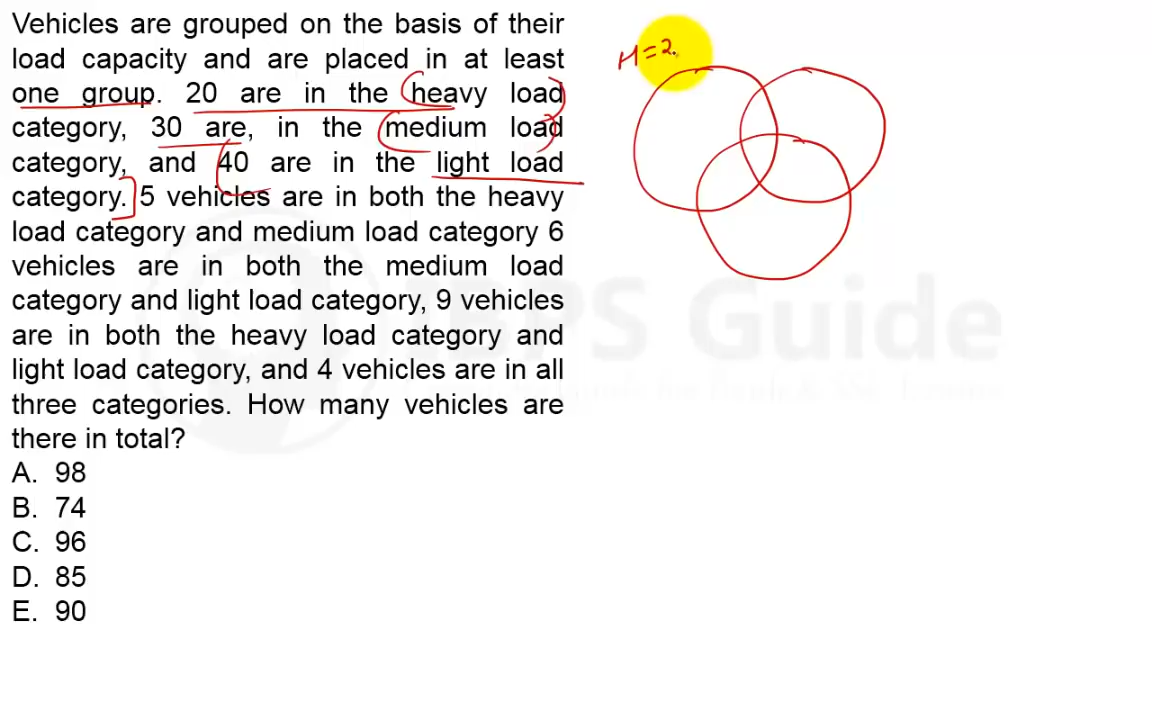 Vehicles are grouped on the basis of their
load capacity and are placed in at least
one group. 20 are in the heavy load
category, 30 are, in the medium load
category, and 40 are in the light load
category. 5 vehicles are in both the heavy
load category and medium load category 6
vehicles are in both the medium load
category and light load category, 9 vehicles
are in both the heavy load category and
light load category, and 4 vehicles are in all
three categories. How many vehicles are
there in total?
A. 98
B. 74
C. 96
D. 85
E. 90
H=2
IBPS Guide